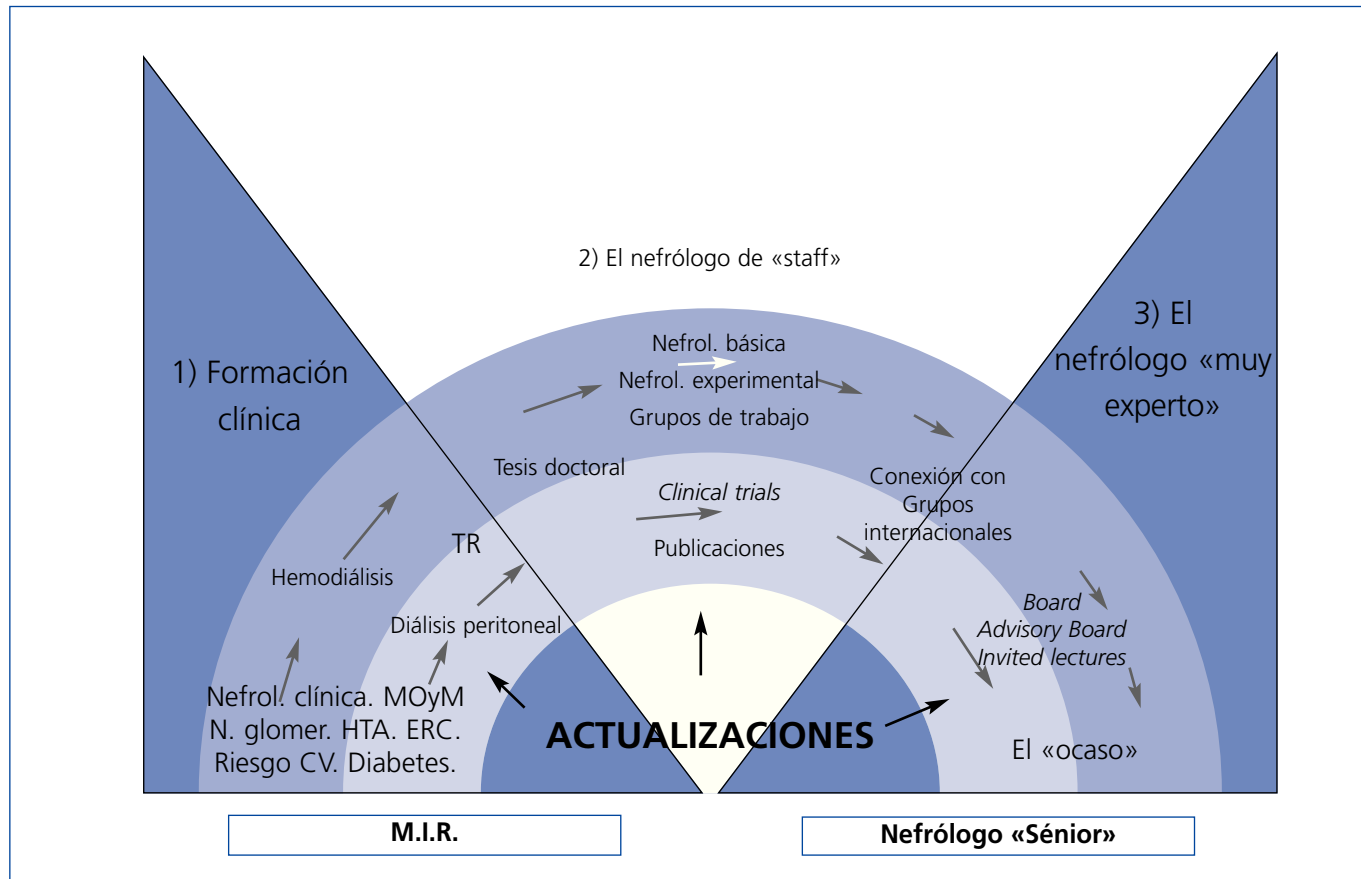 2) El nefrólogo de «staff»
1) Formación
clínica
3) El
nefrólogo «muy
experto»
Nefrol. básica
Nefrol. experimental
Grupos de trabajo
Tesis doctoral
Clinical trials
Publicaciones
Conexión con
Grupos
internacionales
TR
Hemodiálisis
Diálisis peritoneal
Nefrol. clínica. MOyM
N. glomer. HTA. ERC.
Riesgo CV. Diabetes.
Board
Advisory Board
Invited lectures
ACTUALIZACIONES
El «ocaso»
M.I.R.
Nefrólogo «Sénior»